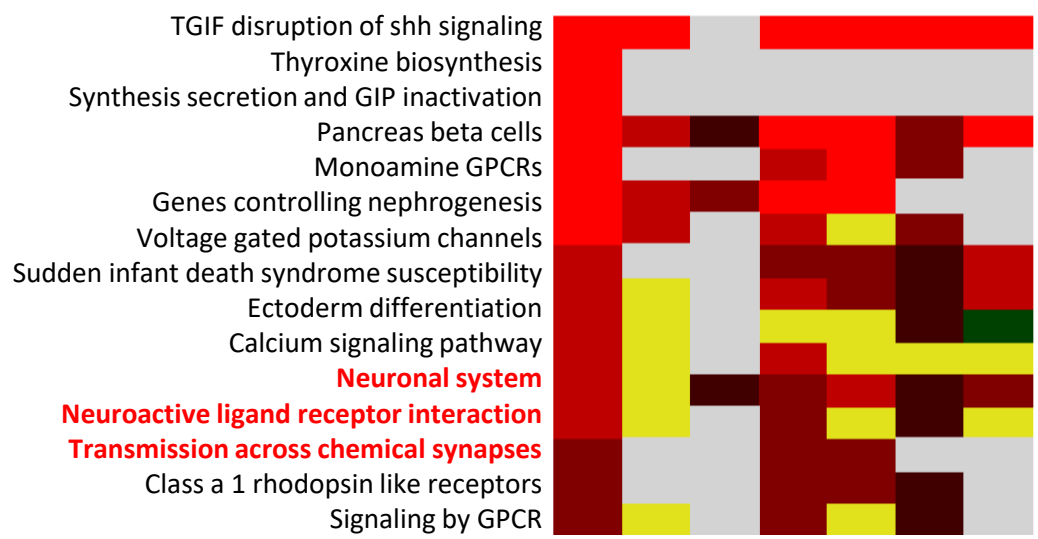 TGIF disruption of shh signaling
Thyroxine biosynthesis
Synthesis secretion and GIP inactivation
Pancreas beta cells
Monoamine GPCRs
Genes controlling nephrogenesis
Voltage gated potassium channels
Sudden infant death syndrome susceptibility
Ectoderm differentiation
Calcium signaling pathway
Neuronal system
Neuroactive ligand receptor interaction
Transmission across chemical synapses
Class a 1 rhodopsin like receptors
Signaling by GPCR